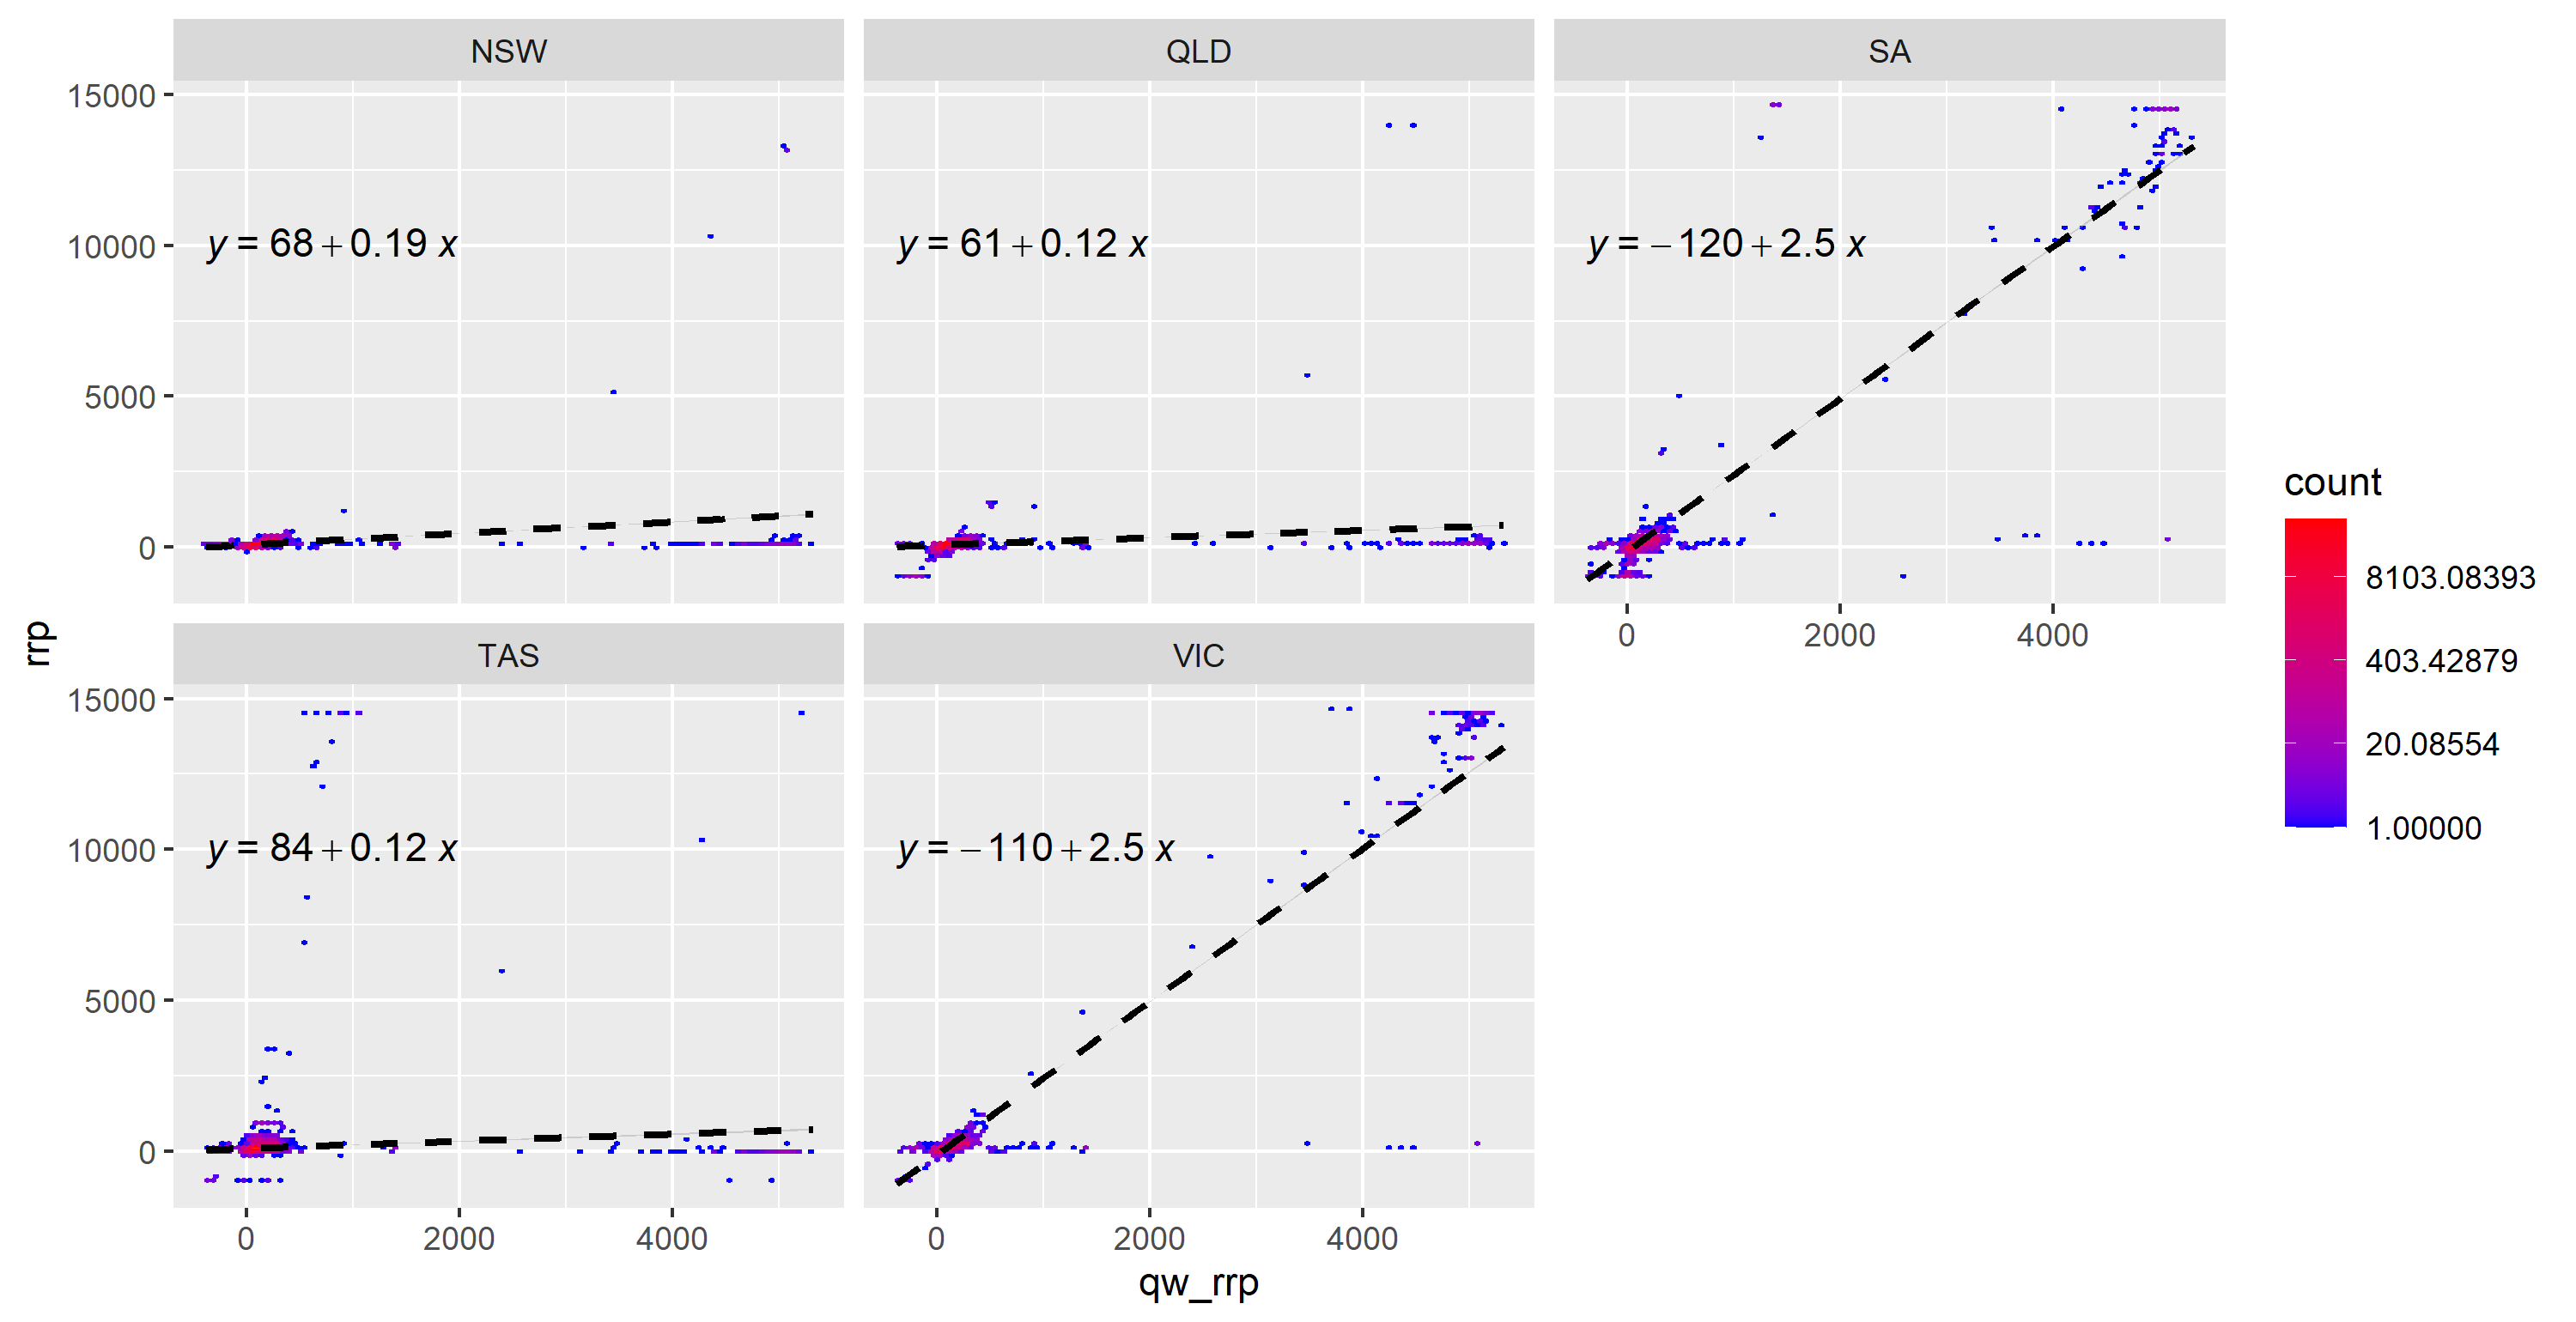 NSW
QLD
SA
15000
10000
5000
0
y = 68 + 0.19 x
y = 61 + 0.12 x
y = − 120 + 2.5 x
0 2000 4000
rrp
TAS
VIC
15000
10000
5000
0
y = 84 + 0.12 x
y = − 110 + 2.5 x
0 2000 4000
0 2000 4000
qw_rrp
count
8103.08393
403.42879
20.08554
1.00000